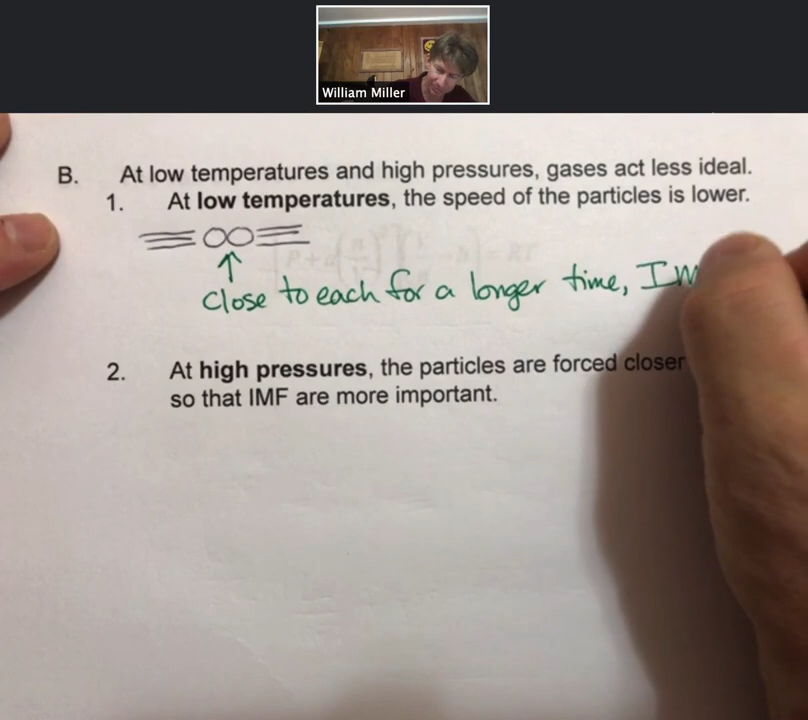 William Miller
B. At low temperatures and high pressures, gases act less ideal.
1. At low temperatures, the speed of the particles is lower.
close to each for a longer time, IM
2. At high pressures, the particles are forced closer
so that IMF are more important.